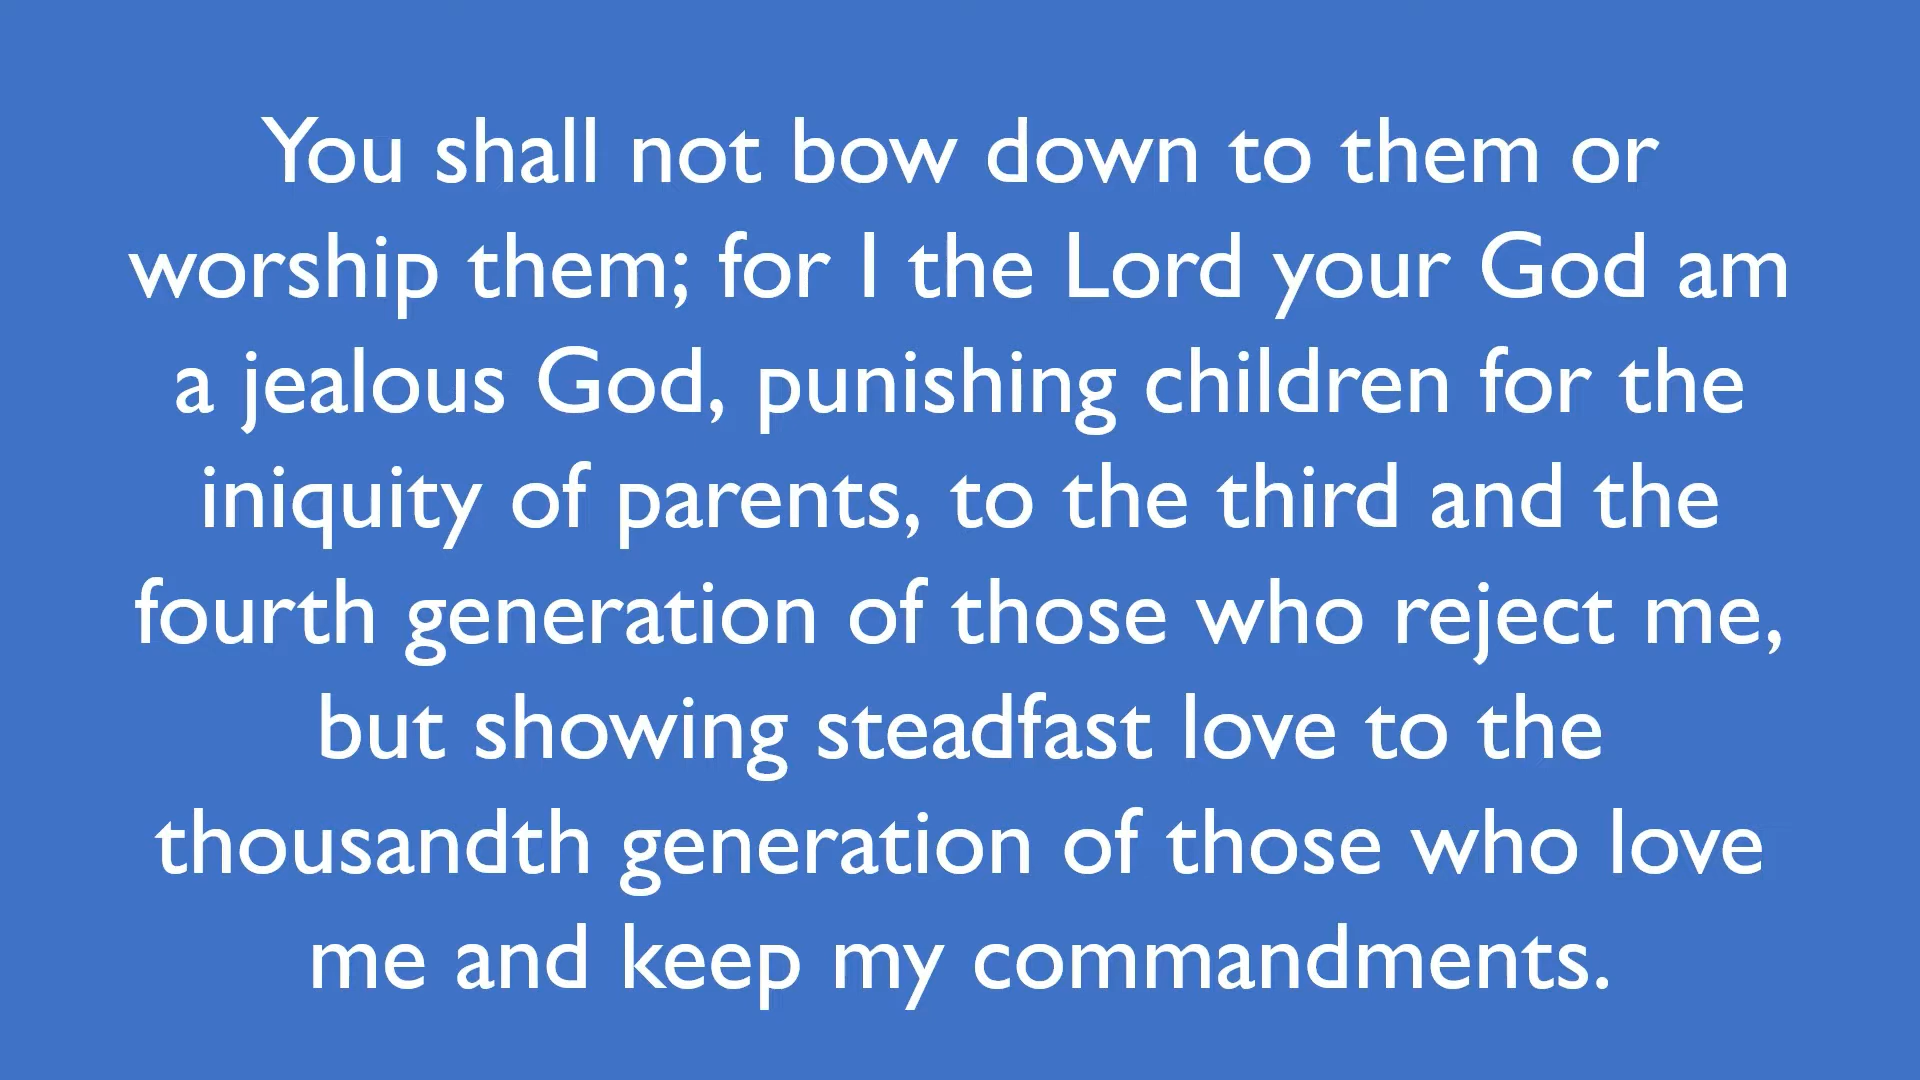 You shall not bow down to them or
worship them; for I the Lord your God am
a jealous God, punishing children for the
iniquity of parents, to the third and the
fourth generation of those who reject me,
but showing steadfast love to the
thousandth generation of those who love
me and keep my commandments.